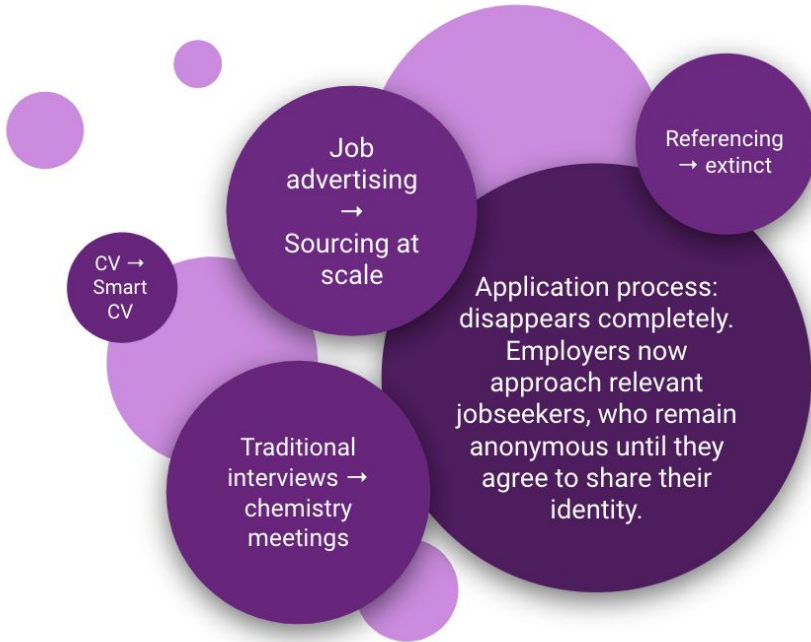 Job
advertising
→
Sourcing at
scale
Referencing
→ extinct
CV →
Smart
CV
Application process:
disappears completely.
Employers now
approach relevant
jobseekers, who remain
anonymous until they
agree to share their
identity.
Traditional
interviews →
chemistry
meetings